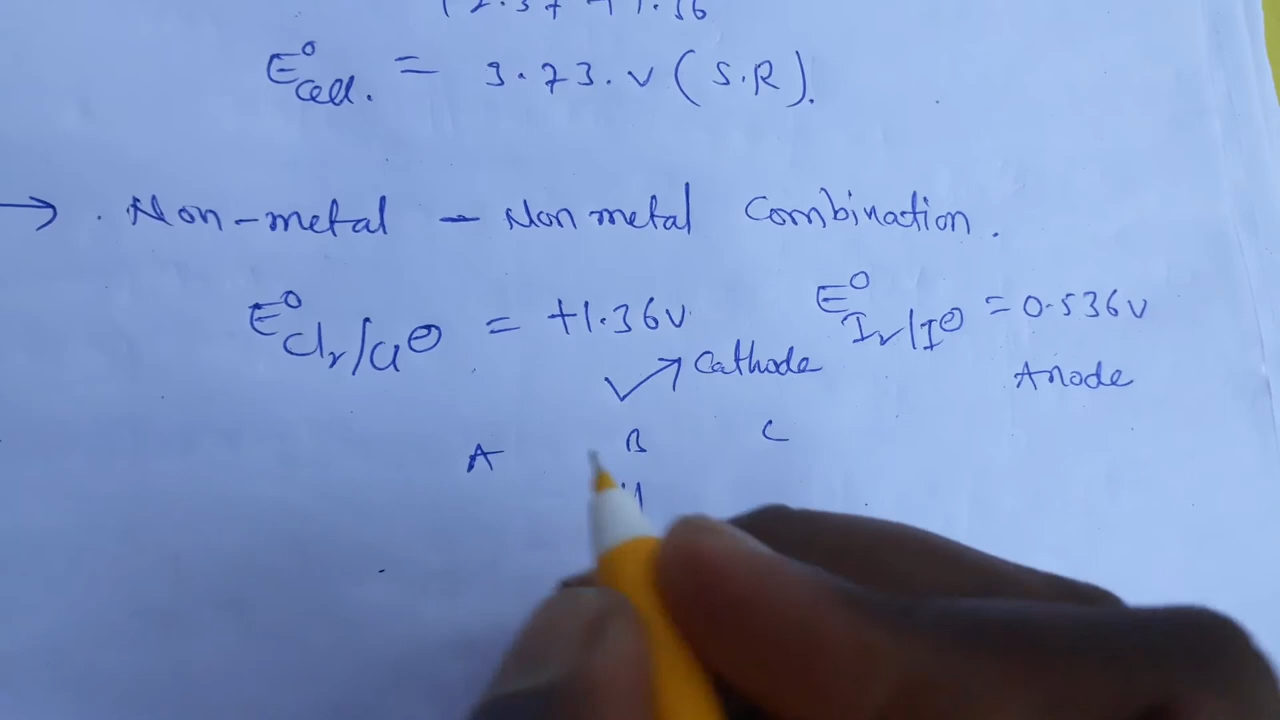 E°cell. = 3.73.v (S.R).
→ . Non-metal - Non metal Combination.
E°Cl₂/Cl⊖ = +1.36v. E°I₂/I⊖ = 0.536v
Cathode
Anode
A B C